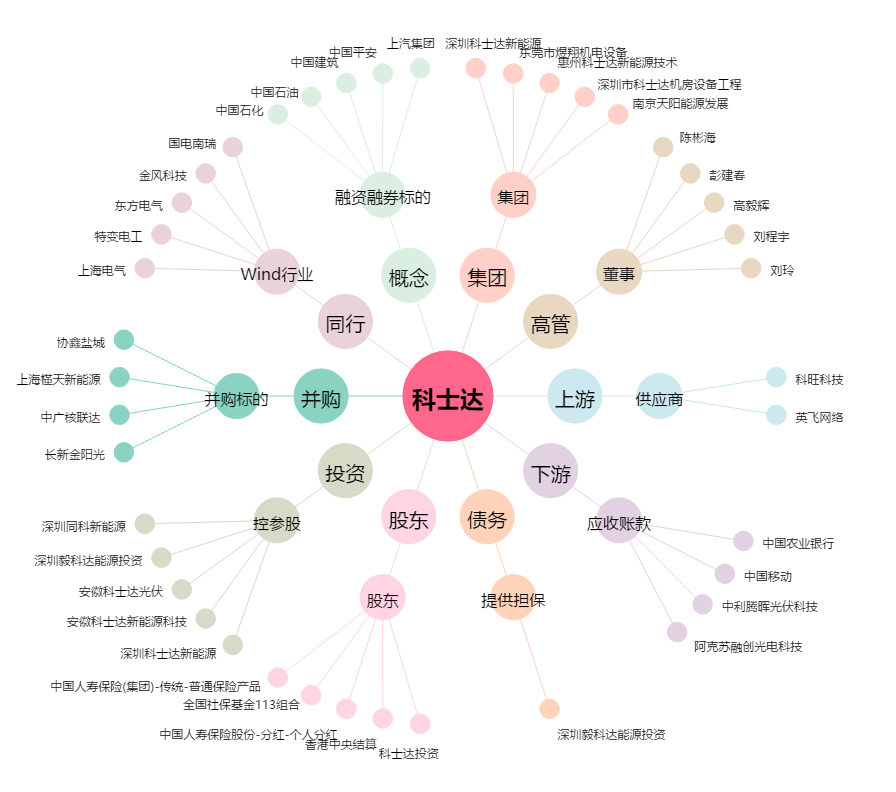 上汽集团
中国平安
中国建筑
中国石油
中国石化
融资融券标的
概念
深圳科士达新能源
东莞市煜翔机电设备
惠州科士达新能源技术
深圳市科士达机房设备工程
南京天阳能源发展
集团
集团
国电南瑞
金风科技
东方电气
特变电工
上海电气
Wind行业
同行
陈彬海
彭建春
高毅辉
刘程宇
刘玲
董事
高管
协鑫盐城
上海槿天新能源
中广核联达
长新金阳光
并购标的
并购
科士达
上游
供应商
科旺科技
英飞网络
投资
控参股
深圳同科新能源
深圳毅科达能源投资
安徽科士达光伏
安徽科士达新能源科技
深圳科士达新能源
下游
应收账款
中国农业银行
中国移动
中利腾晖光伏科技
阿克苏融创光电科技
股东
股东
中国人寿保险(集团)-传统-普通保险产品
全国社保基金113组合
中国人寿保险股份-分红-个人分红
香港中央结算
科士达投资
债务
提供担保
深圳毅科达能源投资